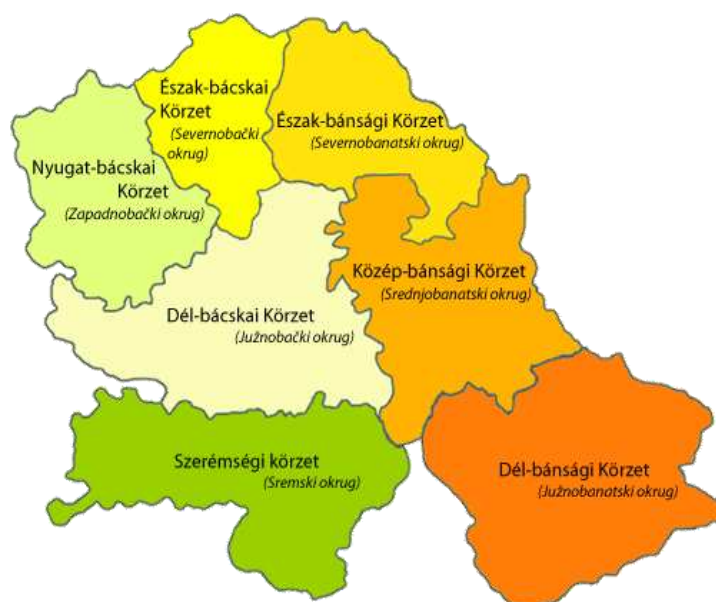 Észak-bácskai
Körzet
(Severnobački
okrug)
Észak-bánsági Körzet
(Severnobanatski okrug)
Nyugat-bácskai
Körzet
(Zapadnobački okrug)
Közép-bánsági Körzet
(Srednjobanatski okrug)
Dél-bácskai Körzet
(Južnobački okrug)
Szerémségi körzet
(Sremski okrug)
Dél-bánsági Körzet
(Južnobanatski okrug)